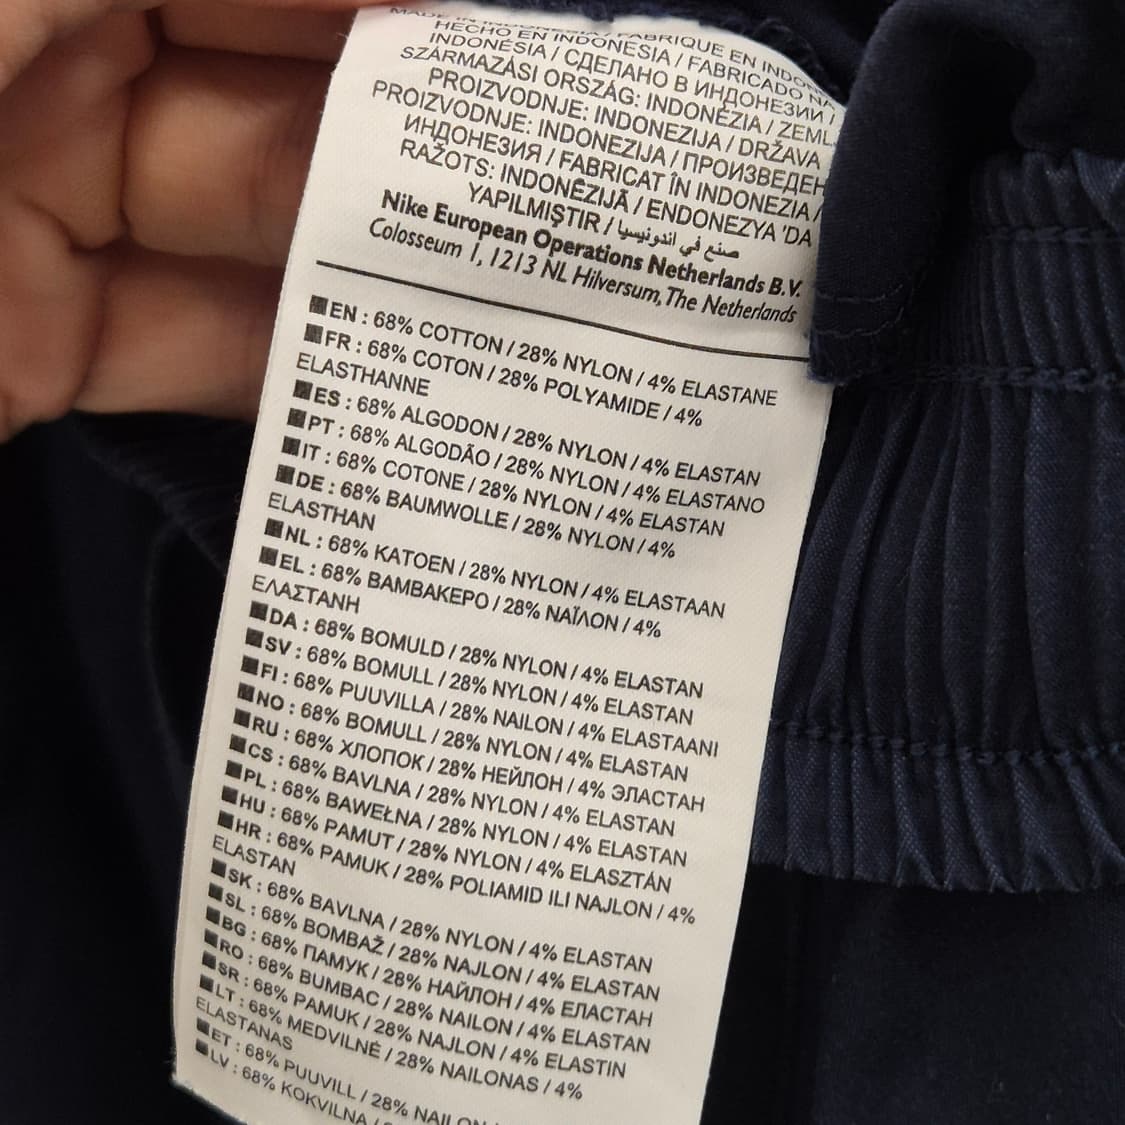 MADE IN INDONESIA / FABRIQUE EN INDO
HECHO EN INDONESIA / FABRICADO NA
INDONÉSIA / СДЕЛАНО В ИНДОНЕЗИИ /
SZÁRMAZÁSI ORSZÁG: INDONÉZIA / ZEML
PROIZVODNJE: INDONEZIJA / DRŽAVA
PROIZVODNJE: INDONEZIJA / ПРОИЗВЕДЕН
ИНДОНЕЗИЯ / FABRICAT ÎN INDONEZIA /
RAŽOTS: INDONĒZIJĀ / ENDONEZYA 'DA
YAPILMIŞTIR / صنع في اندونيسيا
Nike European Operations Netherlands B.V.
Colosseum 1, 1213 NL Hilversum, The Netherlands
EN : 68% COTTON / 28% NYLON / 4% ELASTANE
FR : 68% COTON / 28% POLYAMIDE / 4%
ELASTHANNE
ES : 68% ALGODON / 28% NYLON / 4% ELASTAN
PT : 68% ALGODÃO / 28% NYLON / 4% ELASTANO
IT : 68% COTONE / 28% NYLON / 4% ELASTAN
DE : 68% BAUMWOLLE / 28% NYLON / 4%
ELASTHAN
NL : 68% KATOEN / 28% NYLON / 4% ELASTAAN
EL : 68% ΒΑΜΒΑΚΕΡΟ / 28% ΝΑΪΛΟΝ / 4%
ΕΛΑΣΤΑΝΗ
DA : 68% BOMULD / 28% NYLON / 4% ELASTAN
SV : 68% BOMULL / 28% NYLON / 4% ELASTAN
FI : 68% PUUVILLA / 28% NAILON / 4% ELASTAANI
NO : 68% BOMULL / 28% NYLON / 4% ELASTAN
RU : 68% ХЛОПОК / 28% НЕЙЛОН / 4% ЭЛАСТАН
CS : 68% BAVLNA / 28% NYLON / 4% ELASTAN
PL : 68% BAWEŁNA / 28% NYLON / 4% ELASTAN
HU : 68% PAMUT / 28% NYLON / 4% ELASZTÁN
HR : 68% PAMUK / 28% POLIAMID ILI NAJLON / 4%
ELASTAN
SK : 68% BAVLNA / 28% NYLON / 4% ELASTAN
SL : 68% BOMBAŽ / 28% NAJLON / 4% ELASTAN
BG : 68% ПАМУК / 28% НАЙЛОН / 4% ЕЛАСТАН
RO : 68% BUMBAC / 28% NAILON / 4% ELASTAN
SR : 68% PAMUK / 28% NAJLON / 4% ELASTIN
LT : 68% MEDVILNĖ / 28% NAILONAS / 4%
ELASTANAS
ET : 68% PUUVILL / 28% NAILON
LV : 68% KOKVILNA /